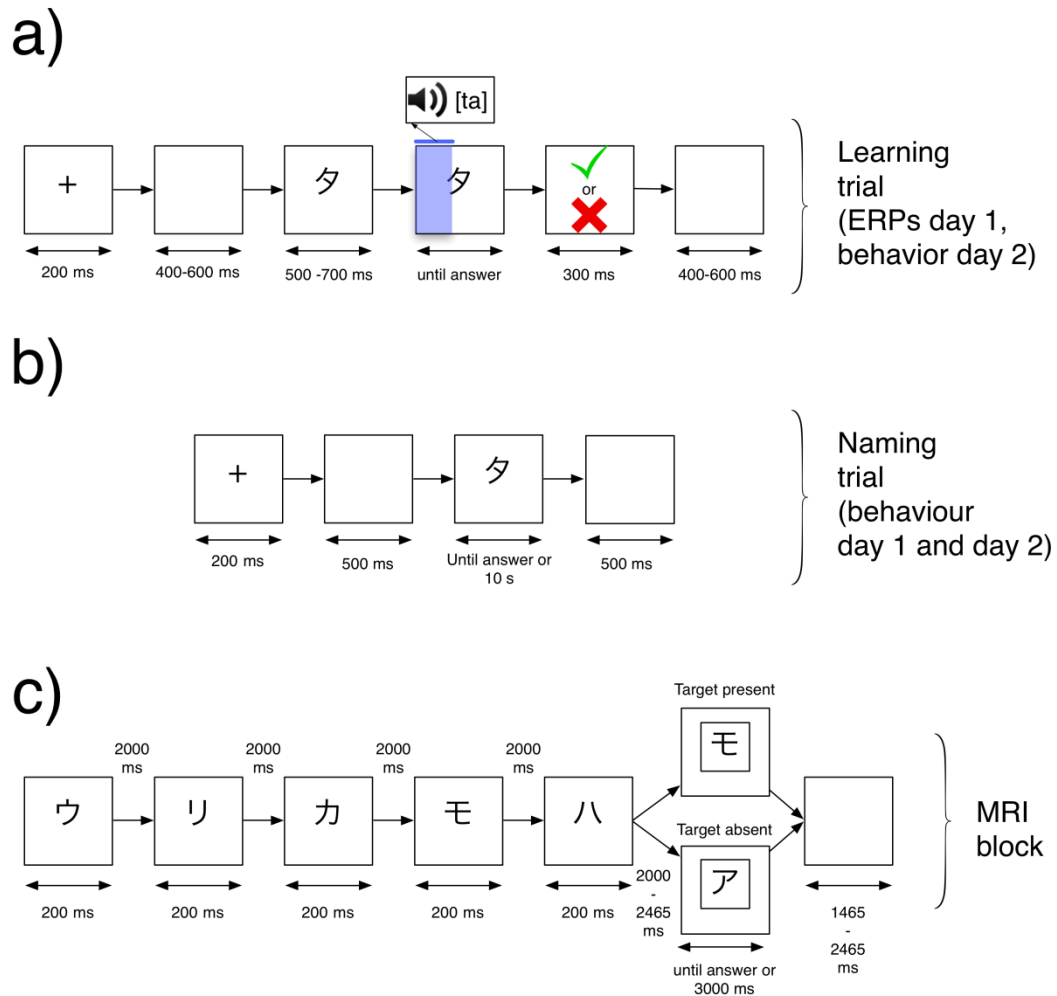 a)
[ta]
+
タ
タ
or
200 ms
400-600 ms
500 -700 ms
until answer
300 ms
400-600 ms
Learning
trial
(ERPs day 1,
behavior day 2)
b)
+
タ
200 ms
500 ms
Until answer or
10 s
500 ms
Naming
trial
(behaviour
day 1 and day 2)
c)
2000
ms
2000
ms
2000
ms
2000
ms
ウ
リ
カ
モ
ハ
200 ms
200 ms
200 ms
200 ms
200 ms
2000
-
2465
ms
Target present
モ
Target absent
ア
until answer or
3000 ms
1465
-
2465
ms
MRI
block